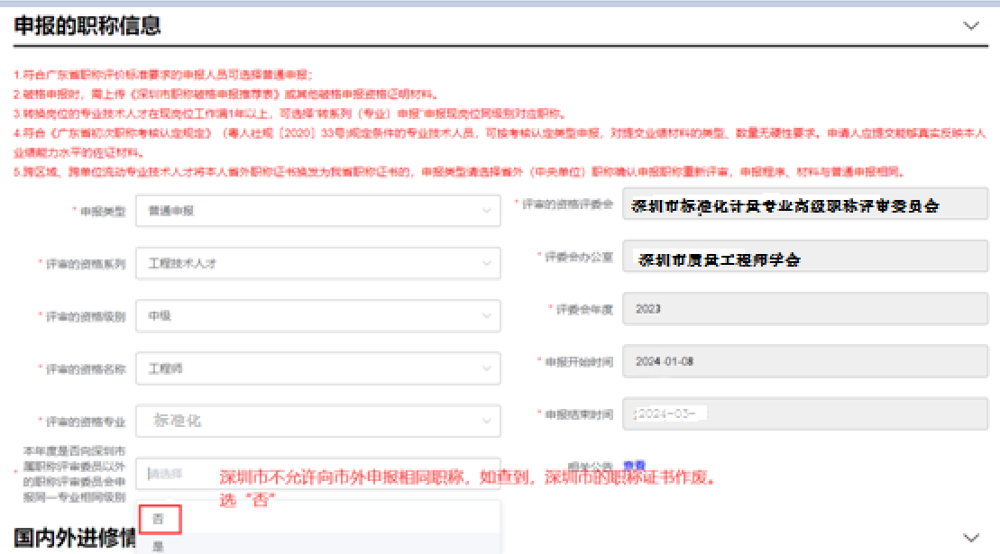 申报的职称信息
1.符合广东省职称评价标准要求的申报人员可选择普通申报；
2.破格申报时，需上传《深圳市职称破格申报推荐表》或其他破格申报资格证明材料。
3.转换岗位的专业技术人才在现岗位工作满1年以上，可选择“转系列（专业）申报”申报现岗位同级别对应职称。
4.符合《广东省初次职称考核认定规定》（粤人社规〔2020〕33号)规定条件的专业技术人员，可按考核认定类型申报，对提交业绩材料的类型、数量无硬性要求。申请人应提交能够真实反映本人
业绩能力水平的佐证材料。
5.跨区域、跨单位流动专业技术人才将本人省外职称证书换发为我省职称证书的，申报类型请选择省外（中央单位）职称确认申报职称重新评审，申报程序、材料与普通申报相同。
* 申报类型 普通申报 * 评审的资格评委会 深圳市标准化计量专业高级职称评审委员会
* 评审的资格系列 工程技术人才 * 评委会办公室 深圳市质量工程师学会
* 评审的资格级别 中级 * 评委会年度 2023
* 评审的资格名称 工程师 * 申报开始时间 2024-01-08
* 评审的资格专业 标准化 * 申报结束时间 2024-03-
本年度是否向深圳市
* 属职称评审委员以外
的职称评审委员会申
报同一专业相同级别
请选择 相关公告 查看
深圳市不允许向市外申报相同职称，如查到，深圳市的职称证书作废。
选“否”
否
是
国内外进修情